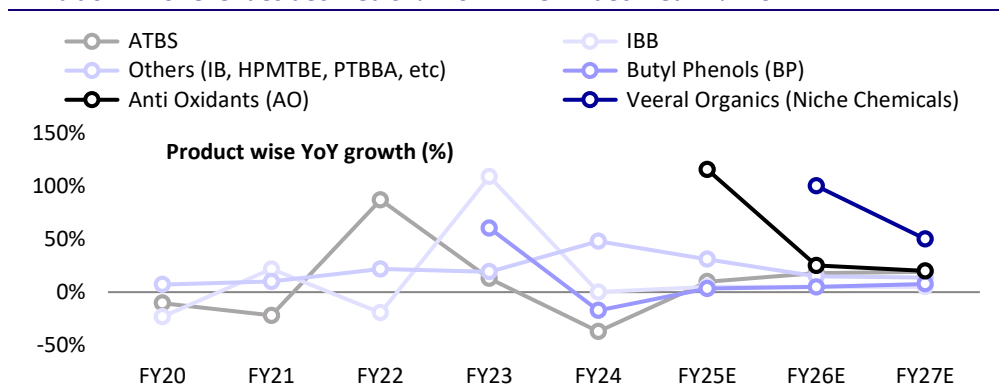 ATBS
IBB
Others (IB, HPMTBE, PTBBA, etc)
Butyl Phenols (BP)
Anti Oxidants (AO)
Veeral Organics (Niche Chemicals)
Product wise YoY growth (%)
150%
100%
50%
0%
-50%
FY20 FY21 FY22 FY23 FY24 FY25E FY26E FY27E